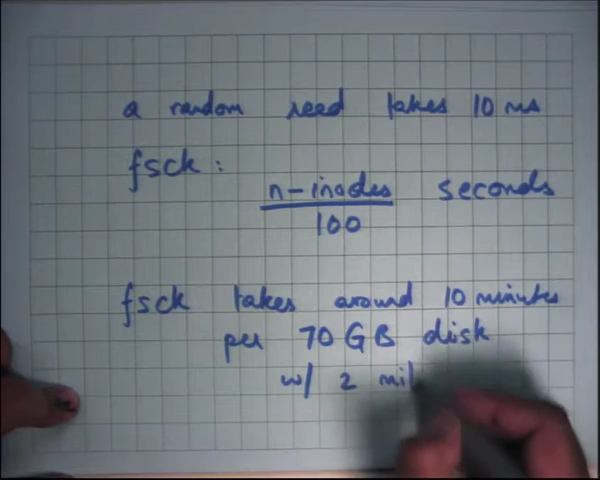 a random read takes 10 ms
fsck :
n-inodes seconds
100
fsck takes around 10 minutes
per 70 GB disk
w/ 2 mil